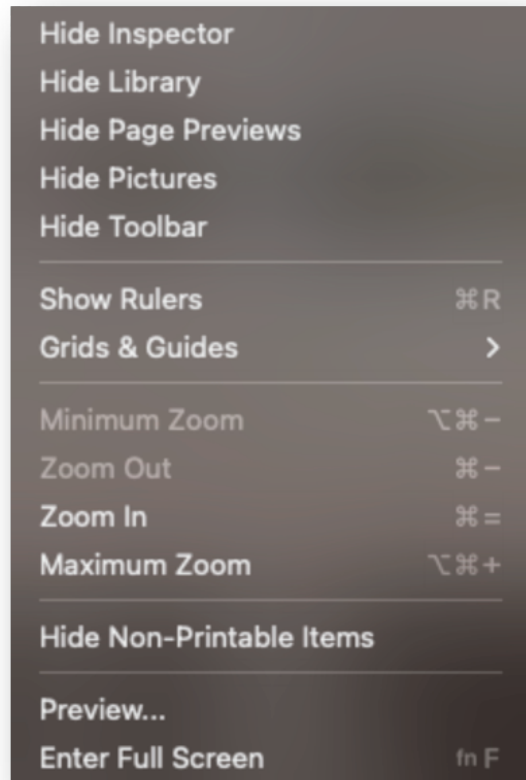 Hide Inspector
Hide Library
Hide Page Previews
Hide Pictures
Hide Toolbar
Show Rulers ⌘R
Grids & Guides >
Minimum Zoom ⌥⌘−
Zoom Out ⌘−
Zoom In ⌘=
Maximum Zoom ⌥⌘+
Hide Non-Printable Items
Preview...
Enter Full Screen fn F